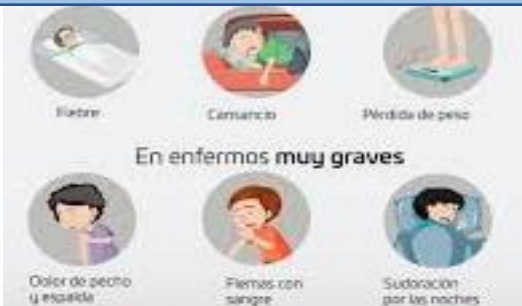 Fiebre
Cansancio
Pérdida de peso
En enfermos muy graves
Dolor de pecho
y espalda
Flemas con
sangre
Sudoración
por las noches